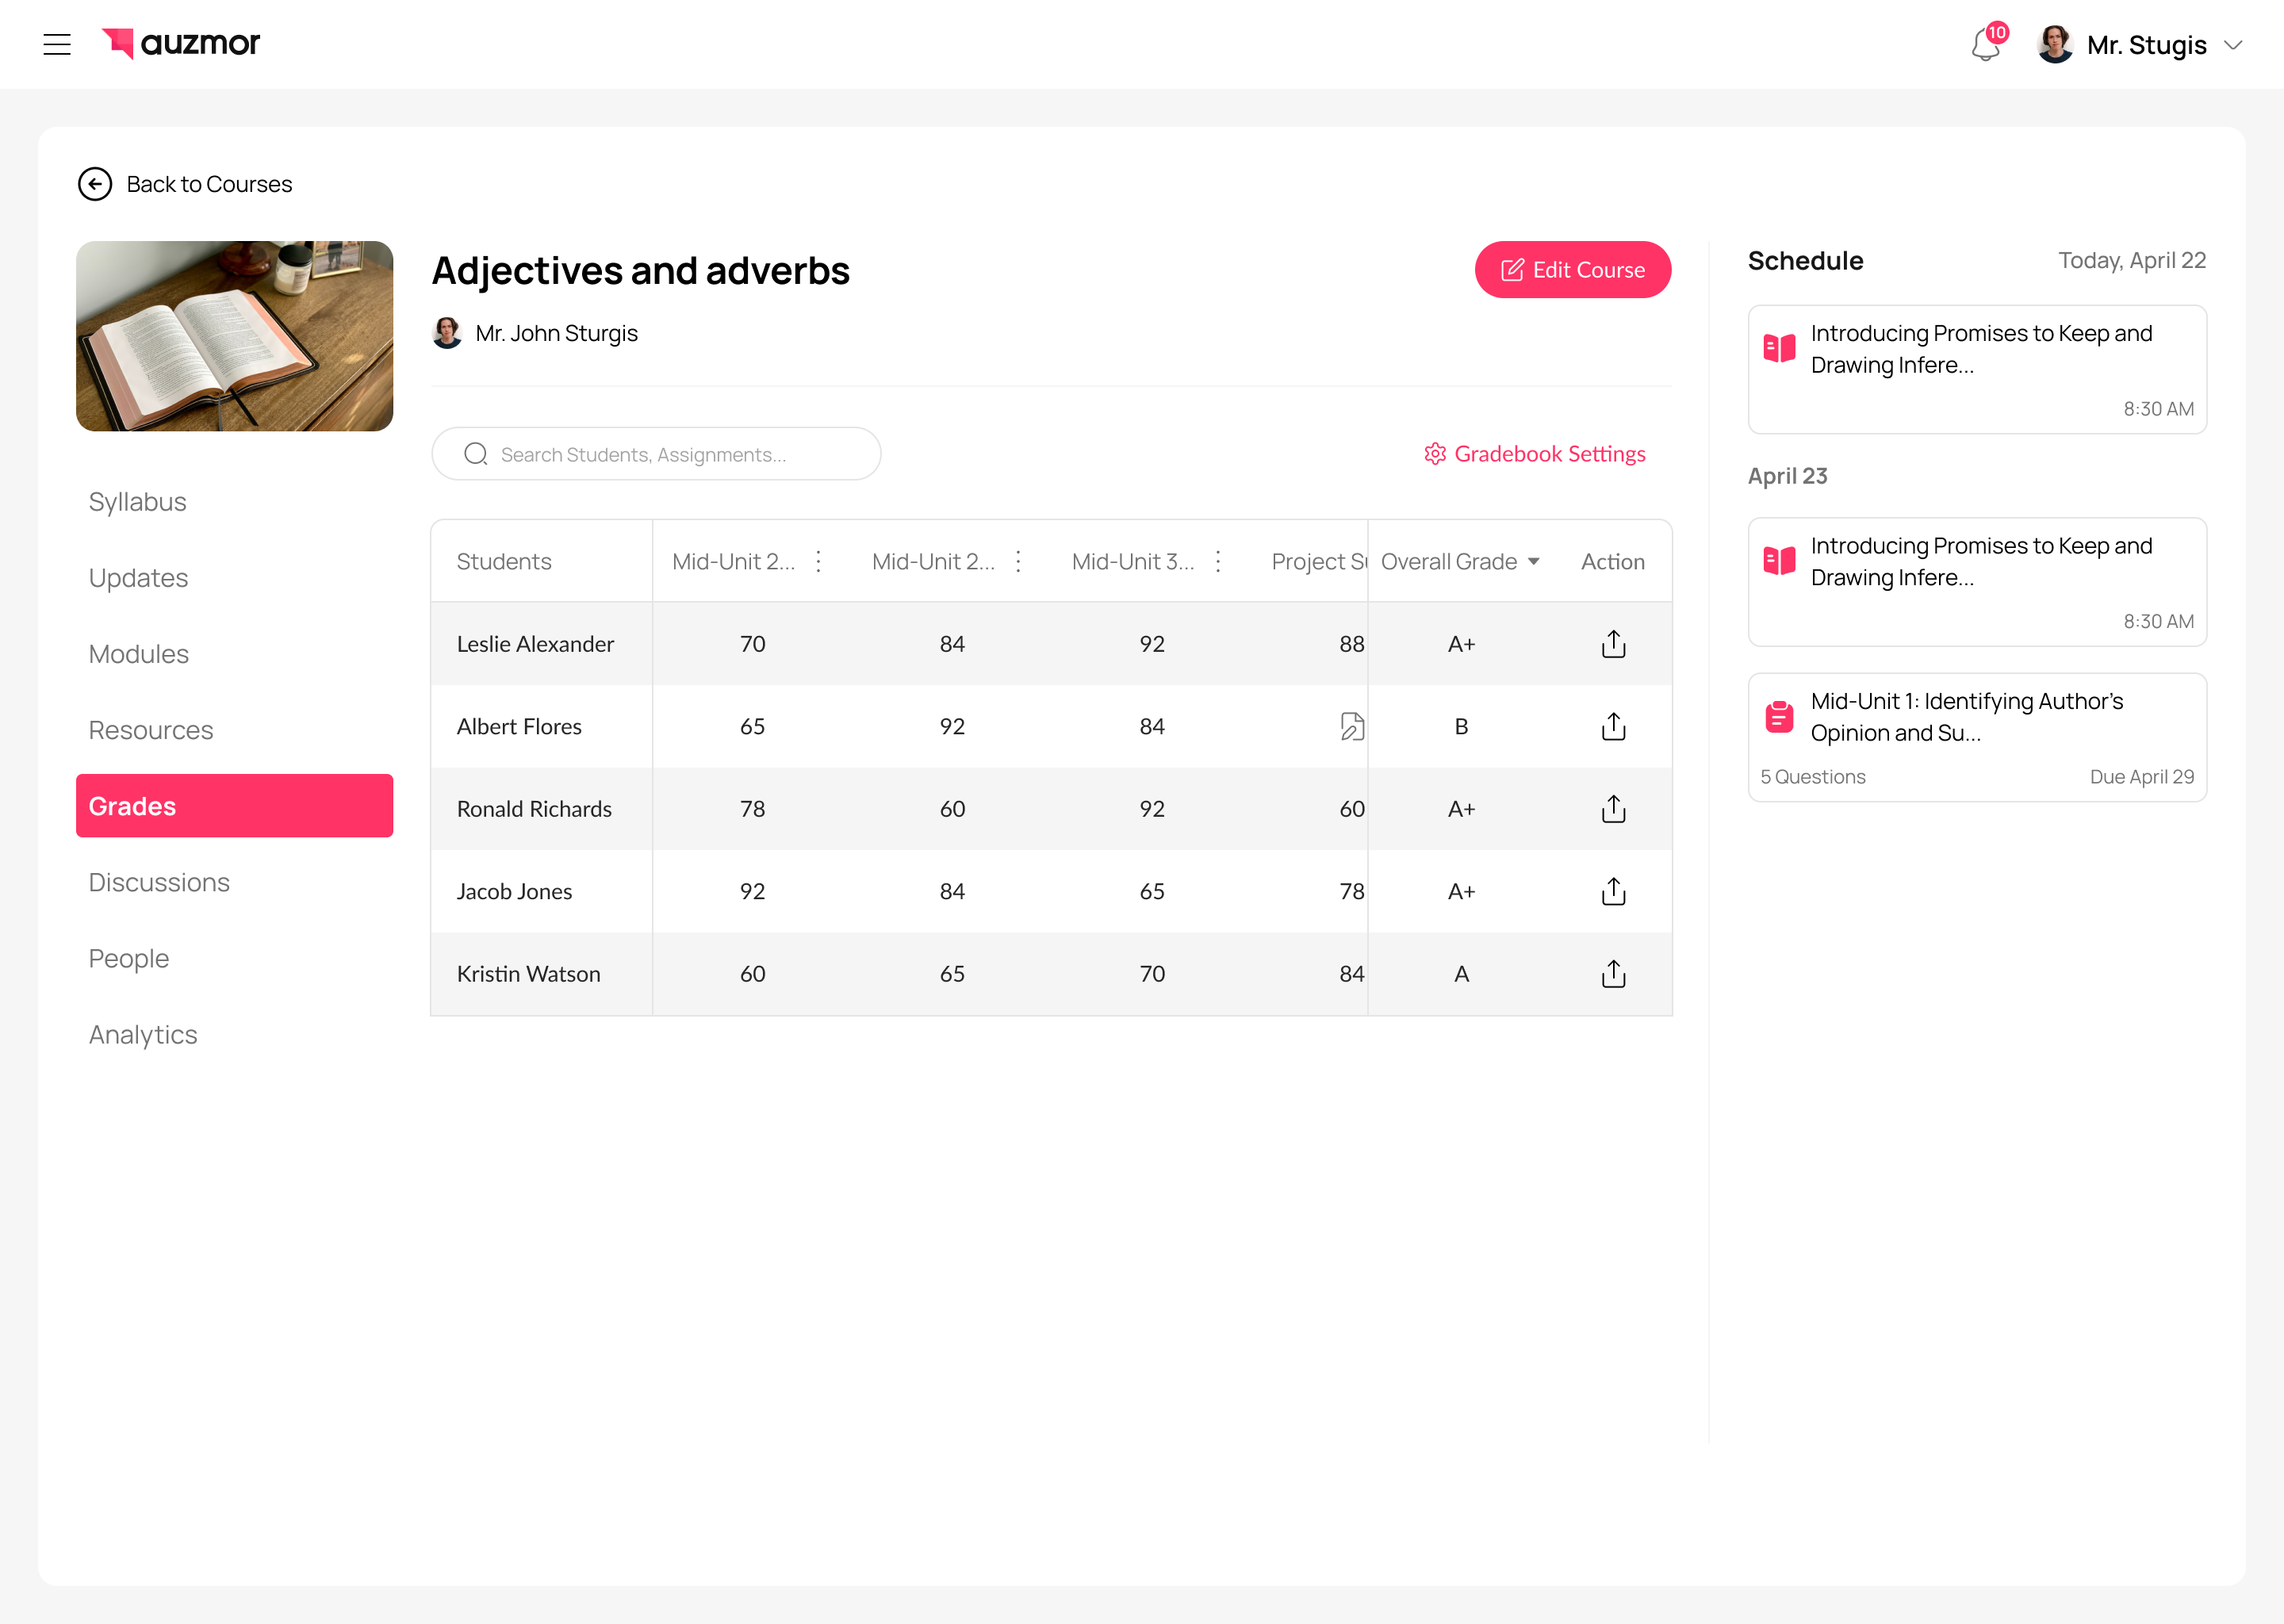 auzmor
10
Mr. Stugis
Back to Courses
Adjectives and adverbs
Edit Course
Mr. John Sturgis
Search Students, Assignments...
Gradebook Settings
Syllabus
Updates
Modules
Resources
Grades
Discussions
People
Analytics
Students Mid-Unit 2... Mid-Unit 2... Mid-Unit 3... Project Overall Grade Action
Leslie Alexander 70 84 92 88 A+
Albert Flores 65 92 84 B
Ronald Richards 78 60 92 60 A+
Jacob Jones 92 84 65 78 A+
Kristin Watson 60 65 70 84 A
Schedule Today, April 22
Introducing Promises to Keep and
Drawing Infere...
8:30 AM
April 23
Introducing Promises to Keep and
Drawing Infere...
8:30 AM
Mid-Unit 1: Identifying Author’s
Opinion and Su...
5 Questions Due April 29